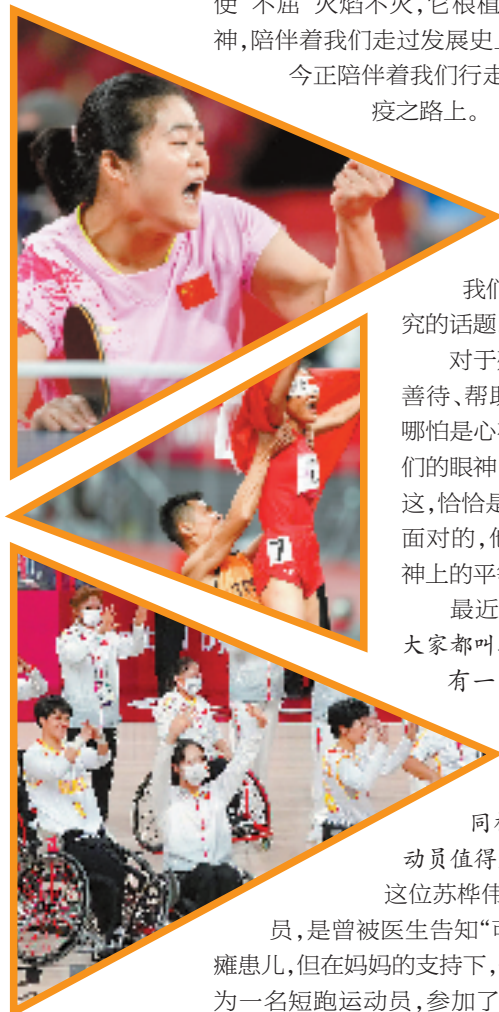 使“不屈”火焰不灭,它根植
神,陪伴着我们走过发展史上
今正陪伴着我们行走
疫之路上。
我们
究的话题
对于
善待、帮助
哪怕是心
们的眼神
这,恰恰是
面对的,他
神上的平等
最近
大家都叫
有一
同
动员值得
这位苏桦伟
员,是曾被医生告知“可
瘫患儿,但在妈妈的支持下,
为一名短跑运动员,参加了
7